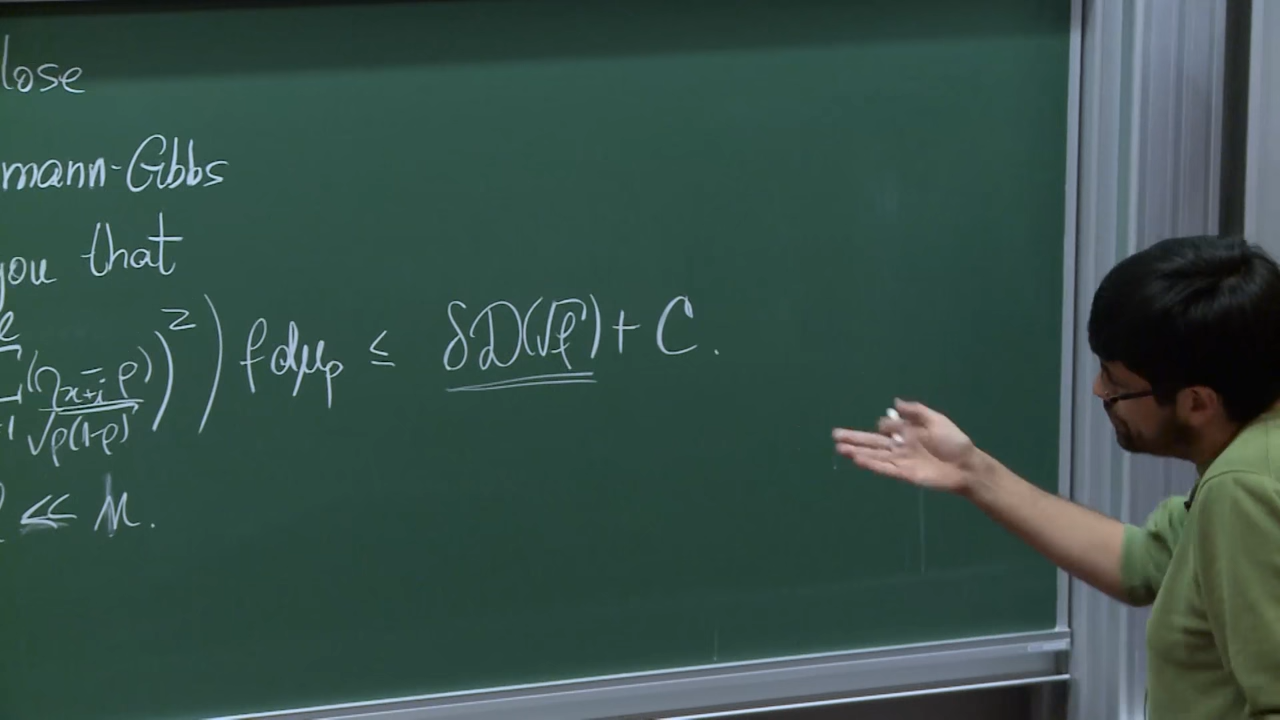 lose
mann-Gibbs
you that
(η_{x+i} - ρ)/√ρ(1-ρ) )² ) f dμ_ρ ≤ δD(√f) + C.
≪ M.